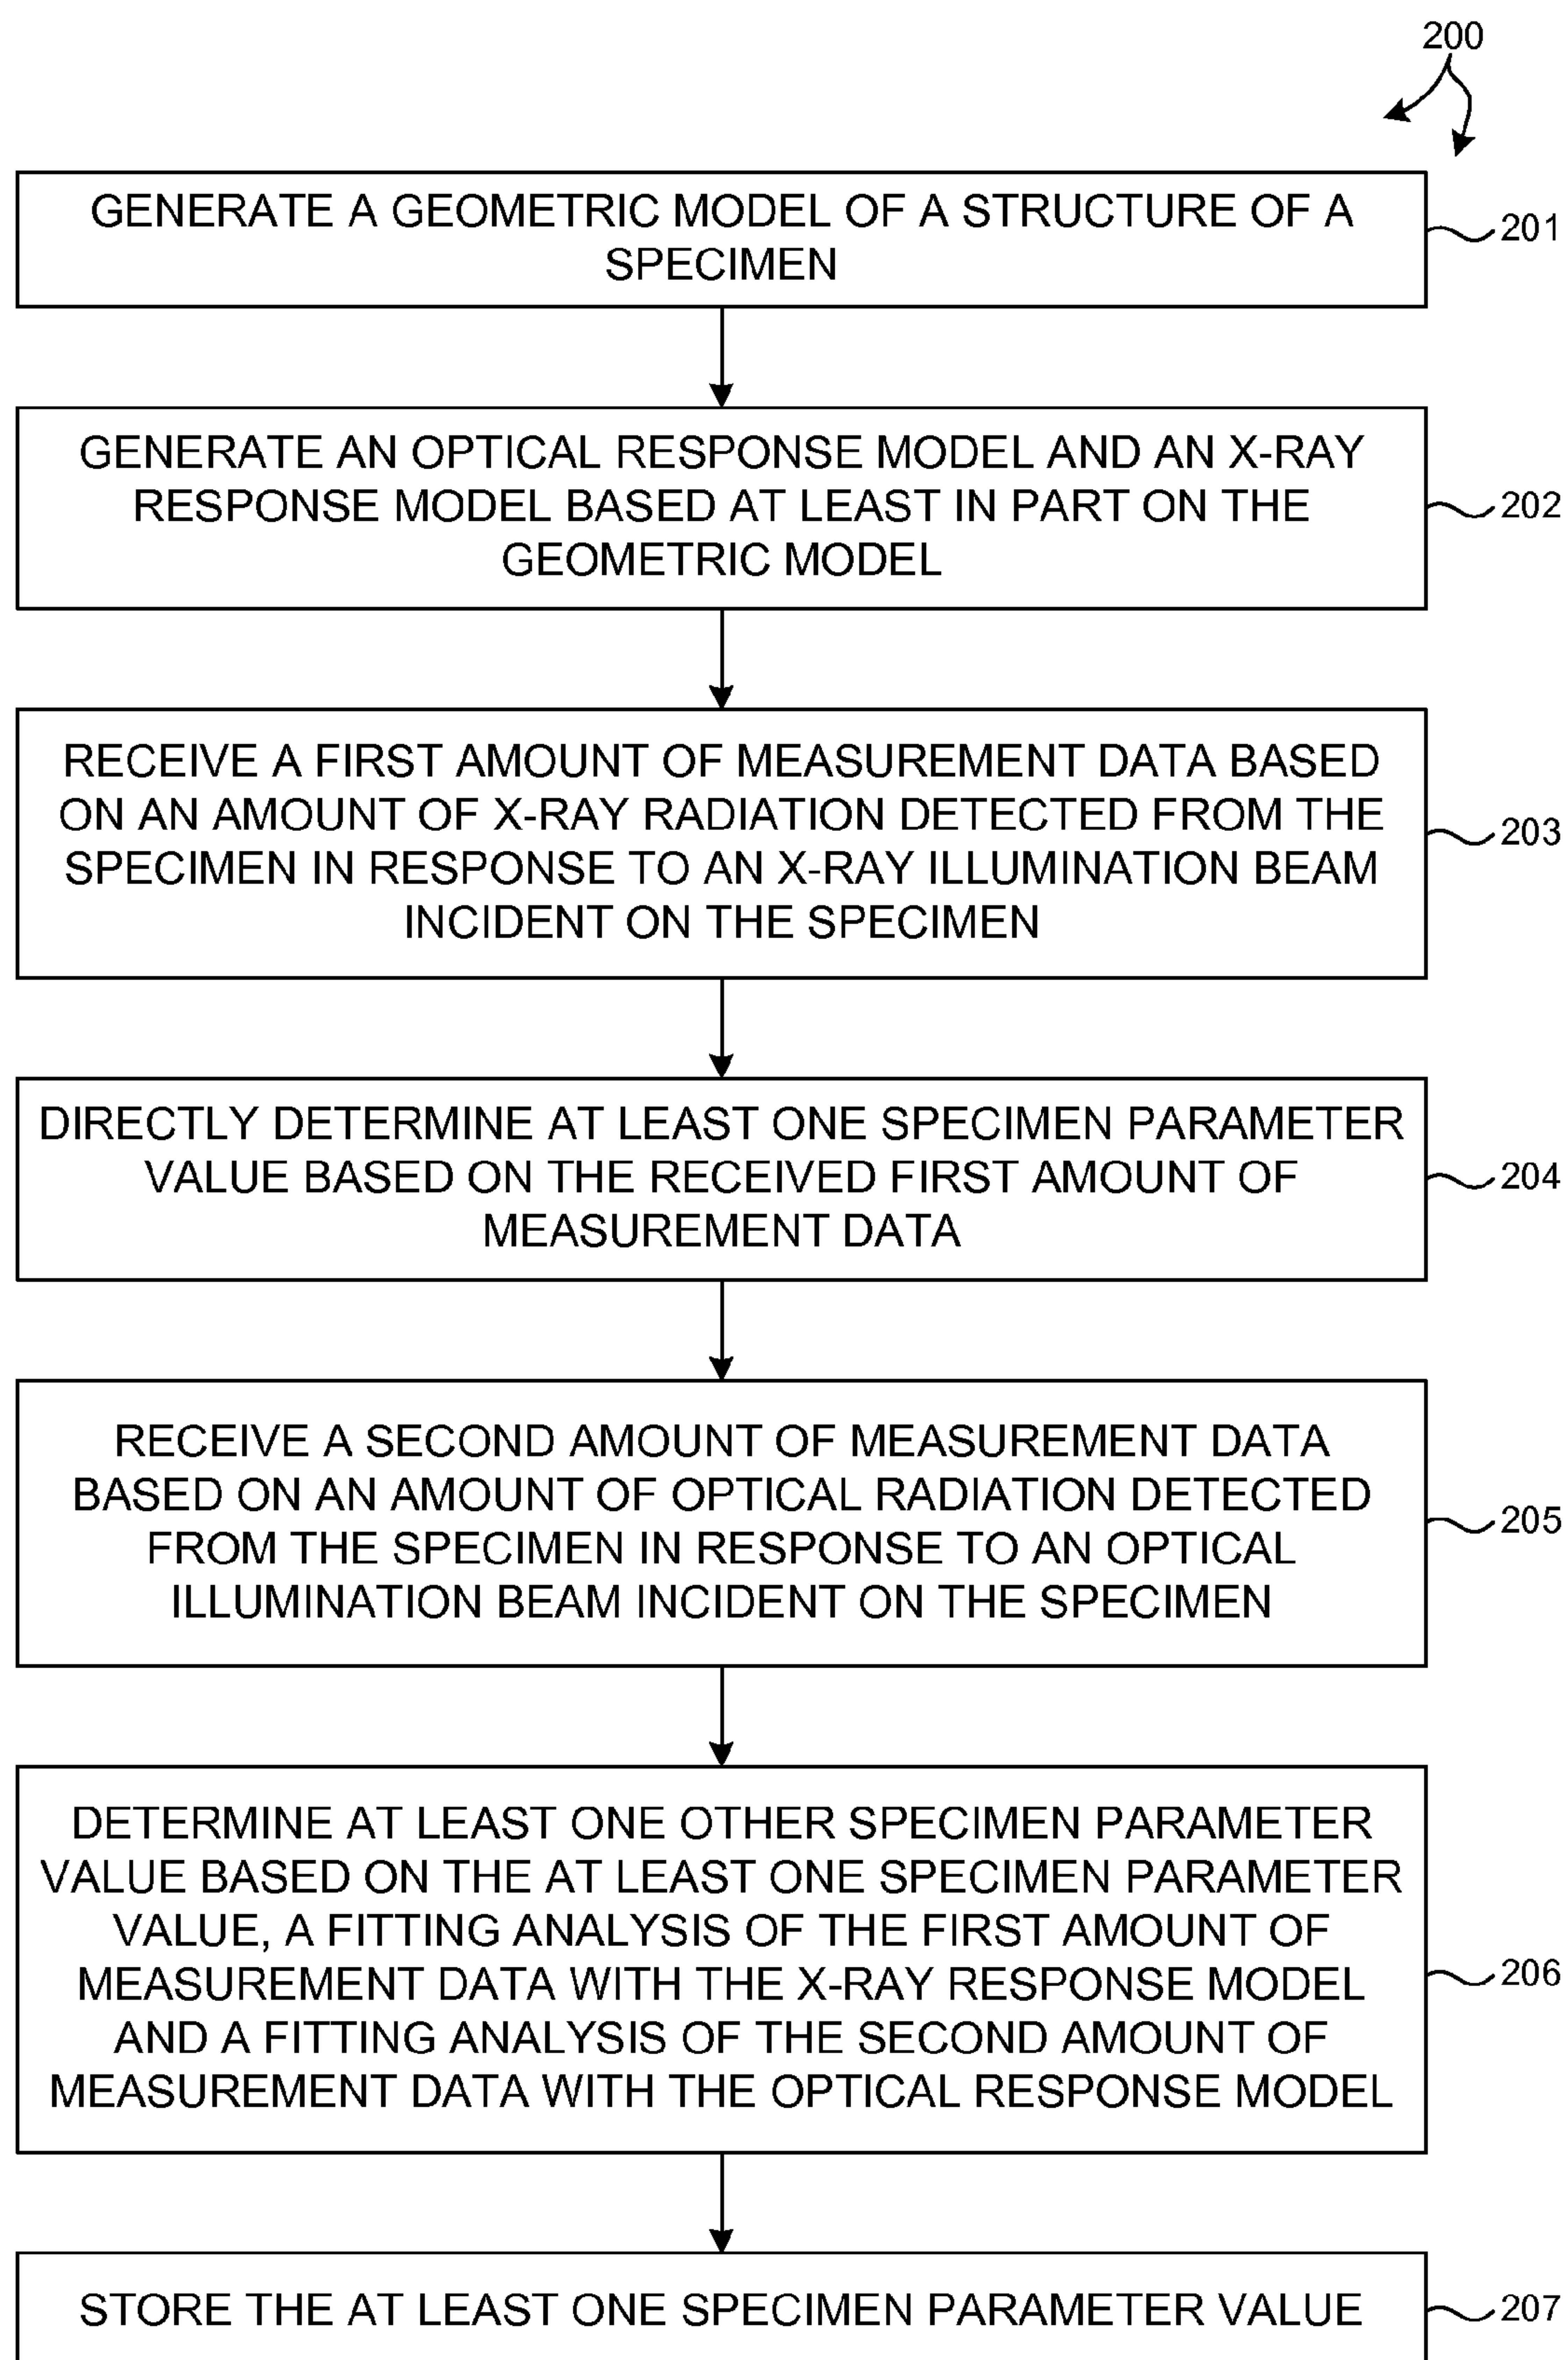 200
GENERATE A GEOMETRIC MODEL OF A STRUCTURE OF A
SPECIMEN
201
GENERATE AN OPTICAL RESPONSE MODEL AND AN X-RAY
RESPONSE MODEL BASED AT LEAST IN PART ON THE
GEOMETRIC MODEL
202
RECEIVE A FIRST AMOUNT OF MEASUREMENT DATA BASED
ON AN AMOUNT OF X-RAY RADIATION DETECTED FROM THE
SPECIMEN IN RESPONSE TO AN X-RAY ILLUMINATION BEAM
INCIDENT ON THE SPECIMEN
203
DIRECTLY DETERMINE AT LEAST ONE SPECIMEN PARAMETER
VALUE BASED ON THE RECEIVED FIRST AMOUNT OF
MEASUREMENT DATA
204
RECEIVE A SECOND AMOUNT OF MEASUREMENT DATA
BASED ON AN AMOUNT OF OPTICAL RADIATION DETECTED
FROM THE SPECIMEN IN RESPONSE TO AN OPTICAL
ILLUMINATION BEAM INCIDENT ON THE SPECIMEN
205
DETERMINE AT LEAST ONE OTHER SPECIMEN PARAMETER
VALUE BASED ON THE AT LEAST ONE SPECIMEN PARAMETER
VALUE, A FITTING ANALYSIS OF THE FIRST AMOUNT OF
MEASUREMENT DATA WITH THE X-RAY RESPONSE MODEL
AND A FITTING ANALYSIS OF THE SECOND AMOUNT OF
MEASUREMENT DATA WITH THE OPTICAL RESPONSE MODEL
206
STORE THE AT LEAST ONE SPECIMEN PARAMETER VALUE
207